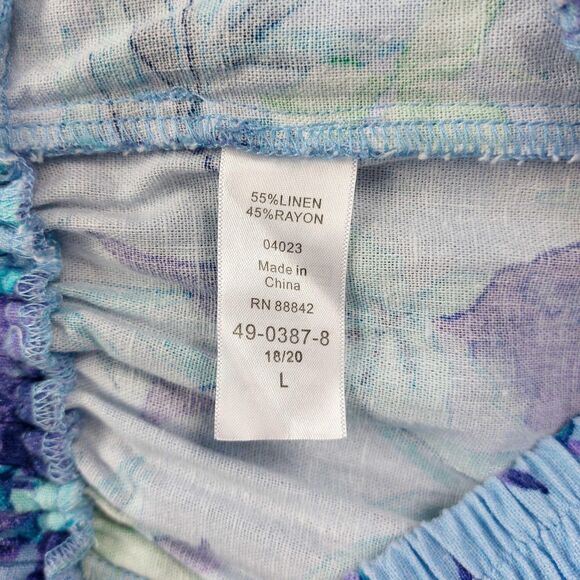 55%LINEN
45%RAYON
04023
Made in
China
RN 88842
49-0387-8
18/20
L